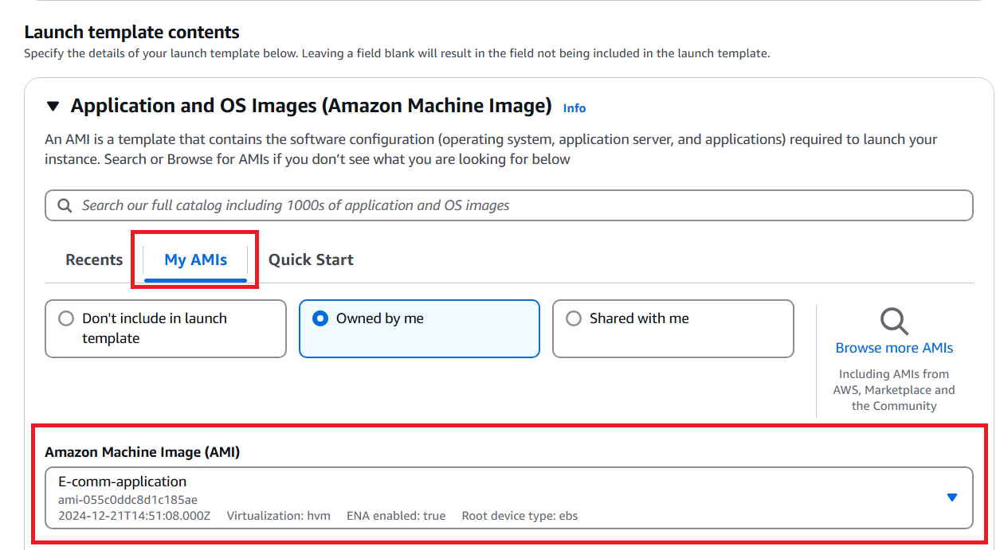 Launch template contents
Specify the details of your launch template below. Leaving a field blank will result in the field not being included in the launch template.
Application and OS Images (Amazon Machine Image) Info
An AMI is a template that contains the software configuration (operating system, application server, and applications) required to launch your
instance. Search or Browse for AMIs if you don’t see what you are looking for below
Search our full catalog including 1000s of application and OS images
Recents My AMIs Quick Start
Don't include in launch
template
Owned by me
Shared with me
Browse more AMIs
Including AMIs from
AWS, Marketplace and
the Community
Amazon Machine Image (AMI)
E-comm-application
ami-055c0ddc8d1c185ae
2024-12-21T14:51:08.000Z Virtualization: hvm ENA enabled: true Root device type: ebs